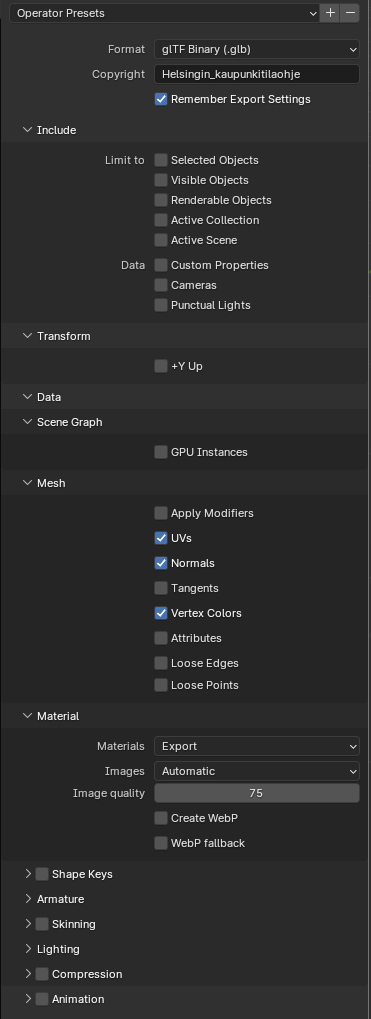 Operator Presets
Format glTF Binary (.glb)
Copyright Helsingin_kaupunkitilaohje
Remember Export Settings
Include
Limit to Selected Objects
Visible Objects
Renderable Objects
Active Collection
Active Scene
Data Custom Properties
Cameras
Punctual Lights
Transform
+Y Up
Data
Scene Graph
GPU Instances
Mesh
Apply Modifiers
UVs
Normals
Tangents
Vertex Colors
Attributes
Loose Edges
Loose Points
Material
Materials Export
Images Automatic
Image quality 75
Create WebP
WebP fallback
Shape Keys
Armature
Skinning
Lighting
Compression
Animation